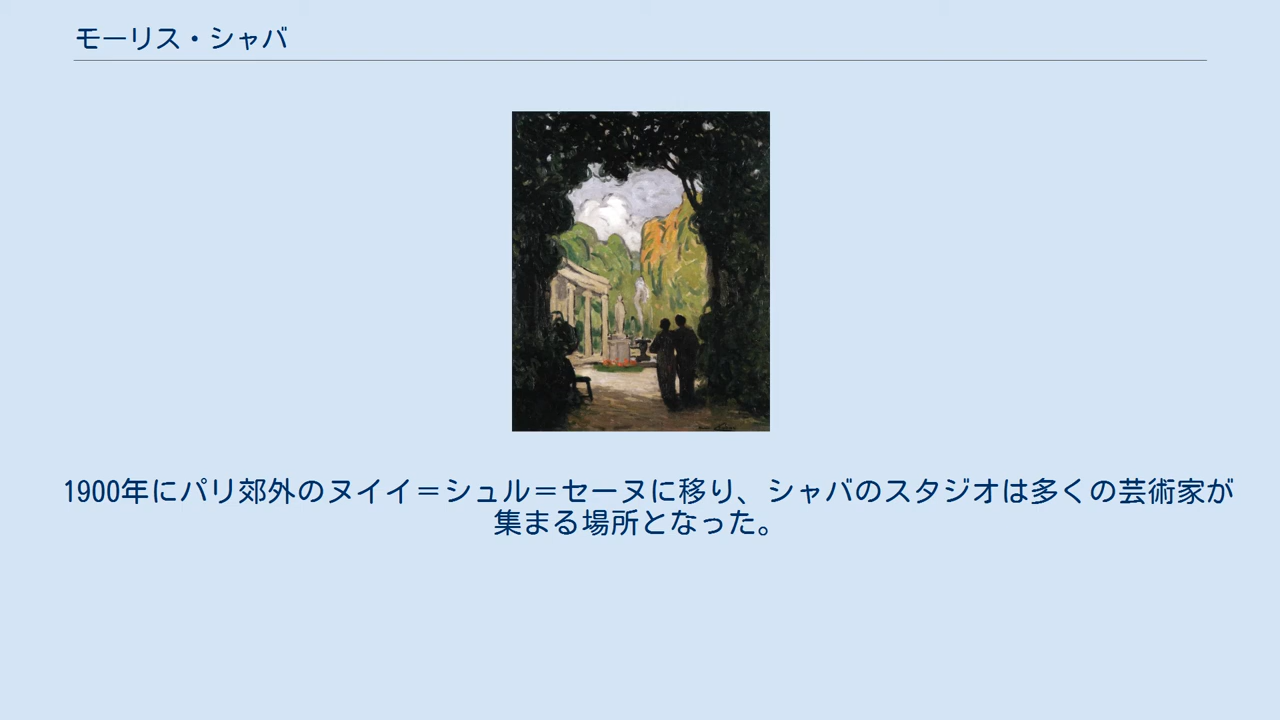 モーリス・シャバ
1900年にパリ郊外のヌイイ＝シュル＝セーヌに移り、シャバのスタジオは多くの芸術家が
集まる場所となった。